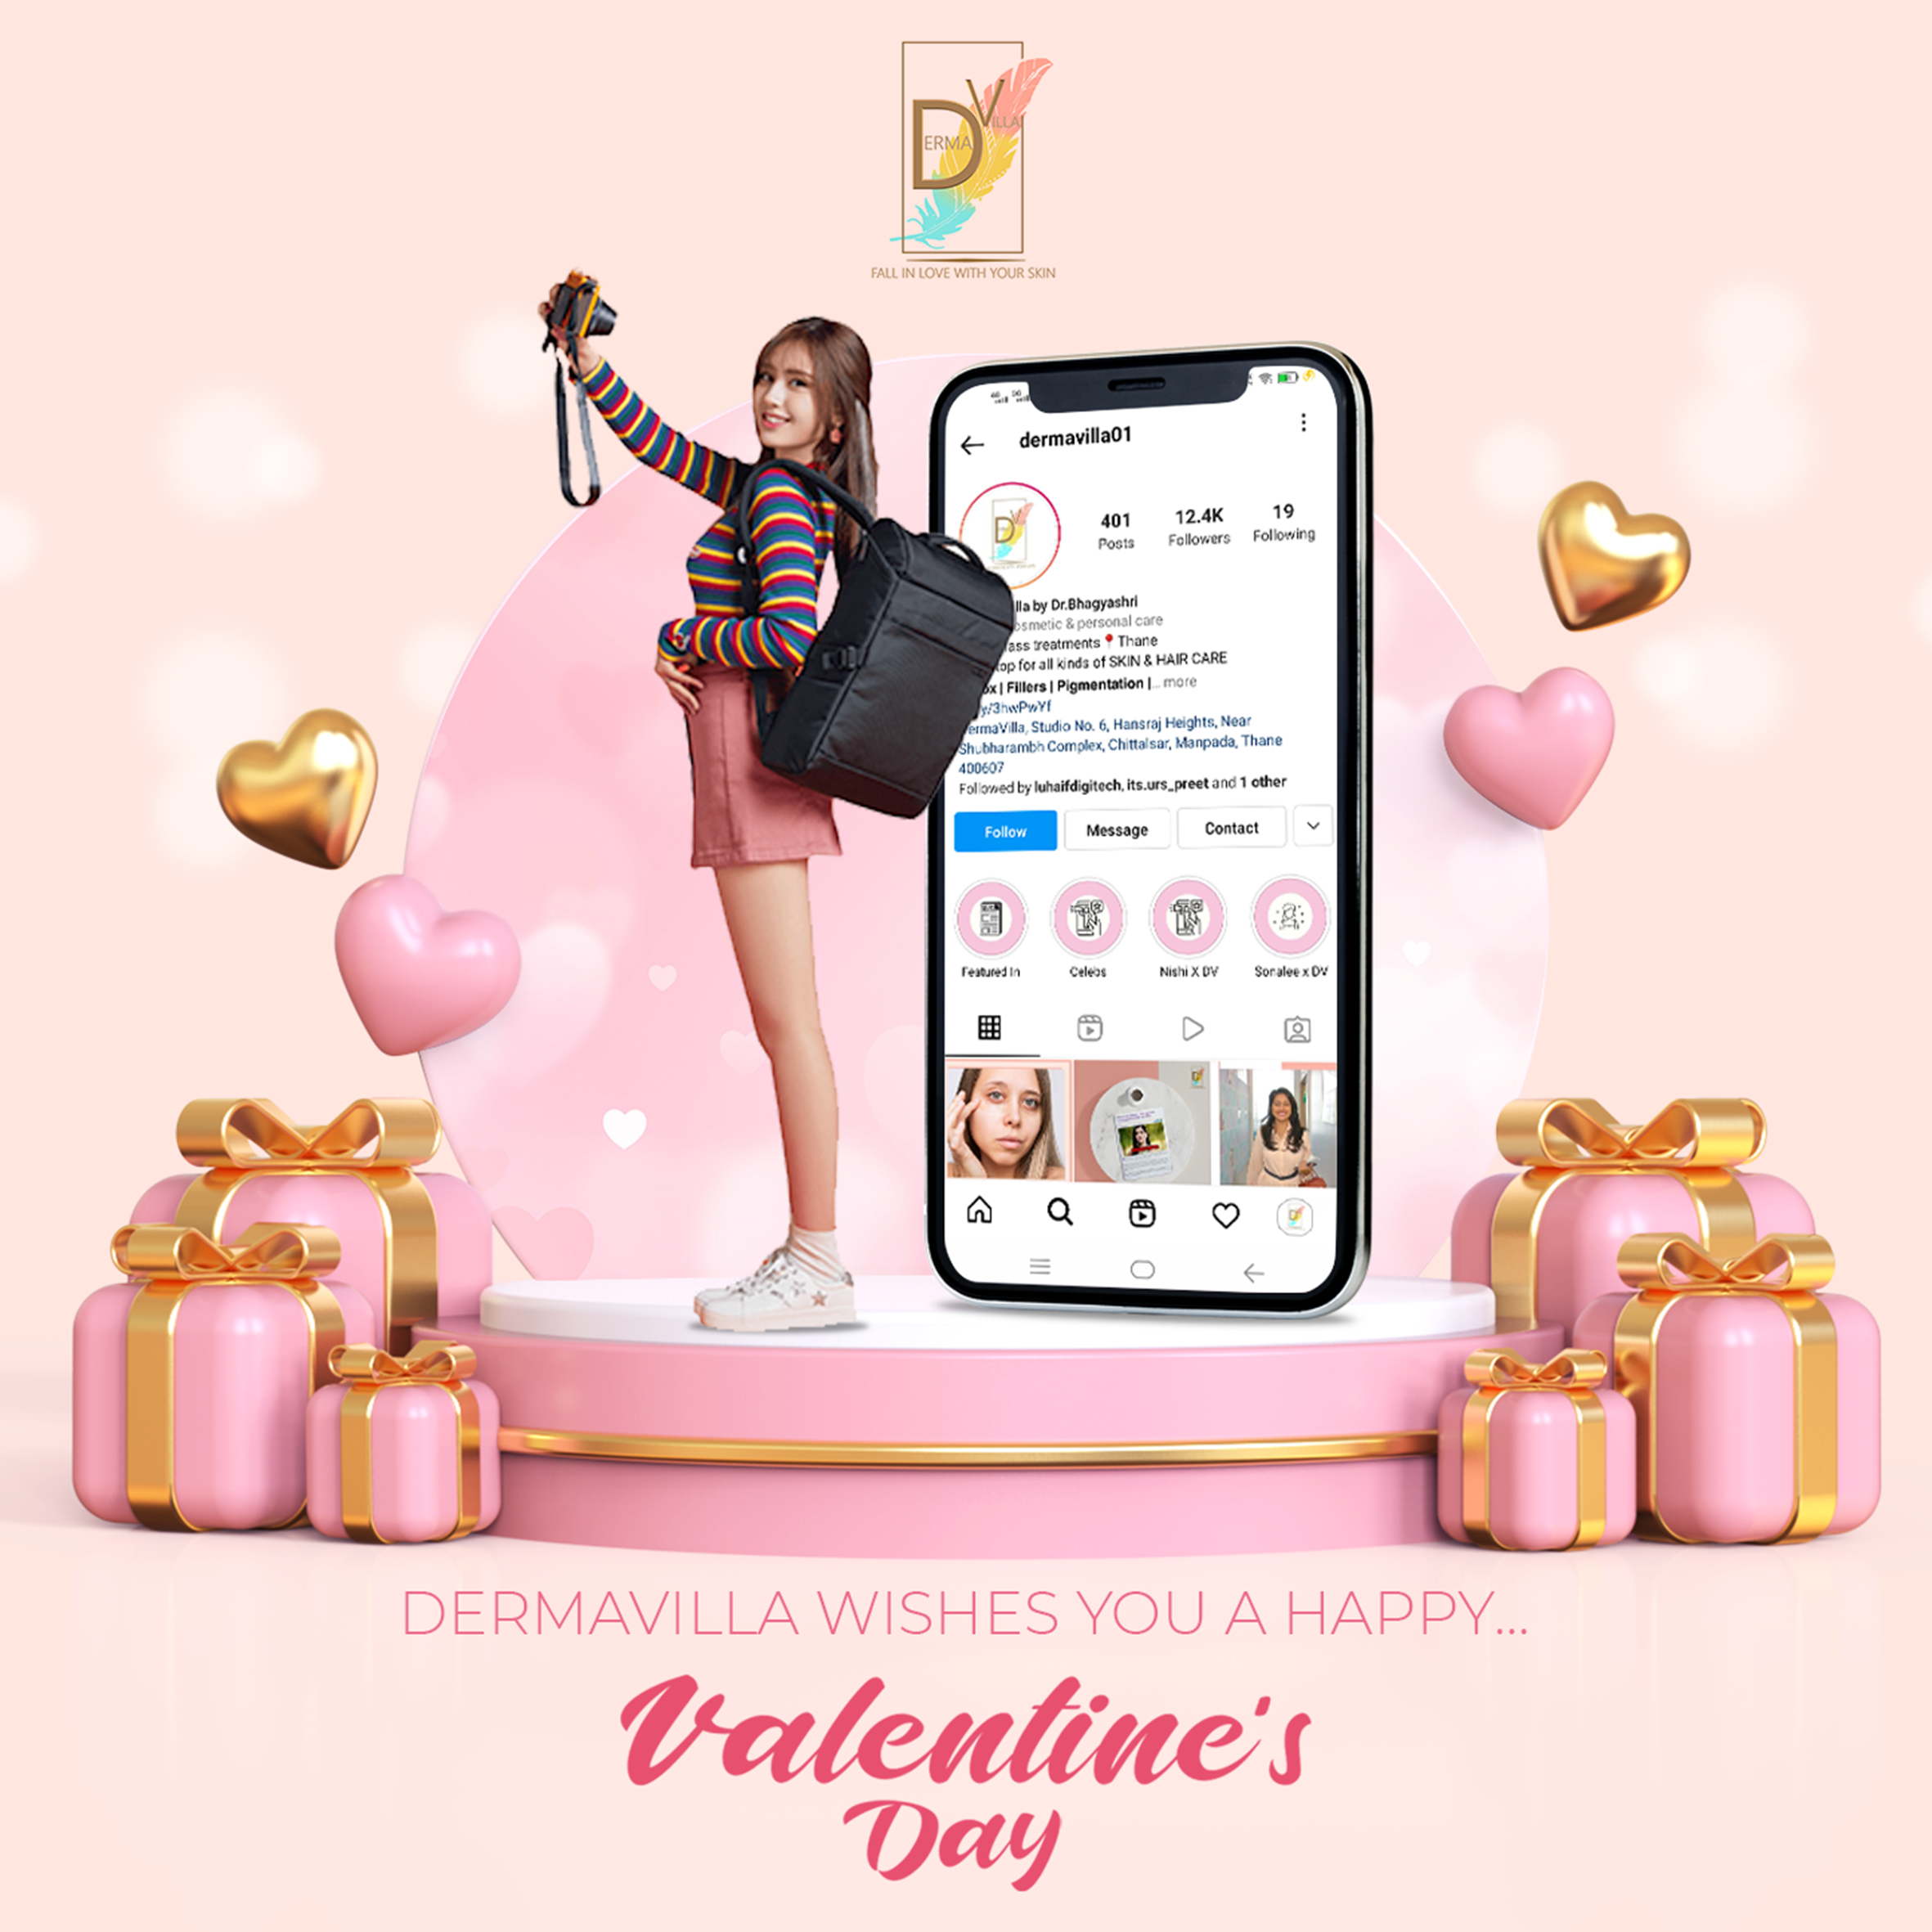 DERMA VILLA
FALL IN LOVE WITH YOUR SKIN
dermavilla01
401 12.4K 19
Posts Followers Following
lla by Dr.Bhagyashri
osmetic & personal care
ass treatments📍Thane
op for all kinds of SKIN & HAIR CARE
ox | Fillers | Pigmentation |... more
y/3hwPwYf
ermaVilla, Studio No. 6, Hansraj Heights, Near
Shubharambh Complex, Chittalsar, Manpada, Thane
400607
Followed by luhaifdigitech, its.urs_preet and 1 other
Follow Message Contact
Featured In Celebs Nishi X DV Sonalee x DV
DERMAVILLA WISHES YOU A HAPPY...
Valentine's
Day